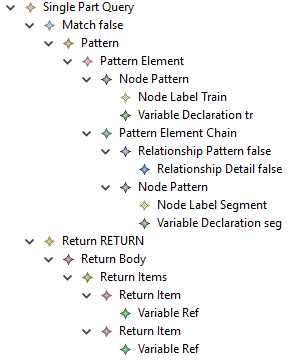 Single Part Query
Match false
Pattern
Pattern Element
Node Pattern
Node Label Train
Variable Declaration tr
Pattern Element Chain
Relationship Pattern false
Relationship Detail false
Node Pattern
Node Label Segment
Variable Declaration seg
Return RETURN
Return Body
Return Items
Return Item
Variable Ref
Return Item
Variable Ref